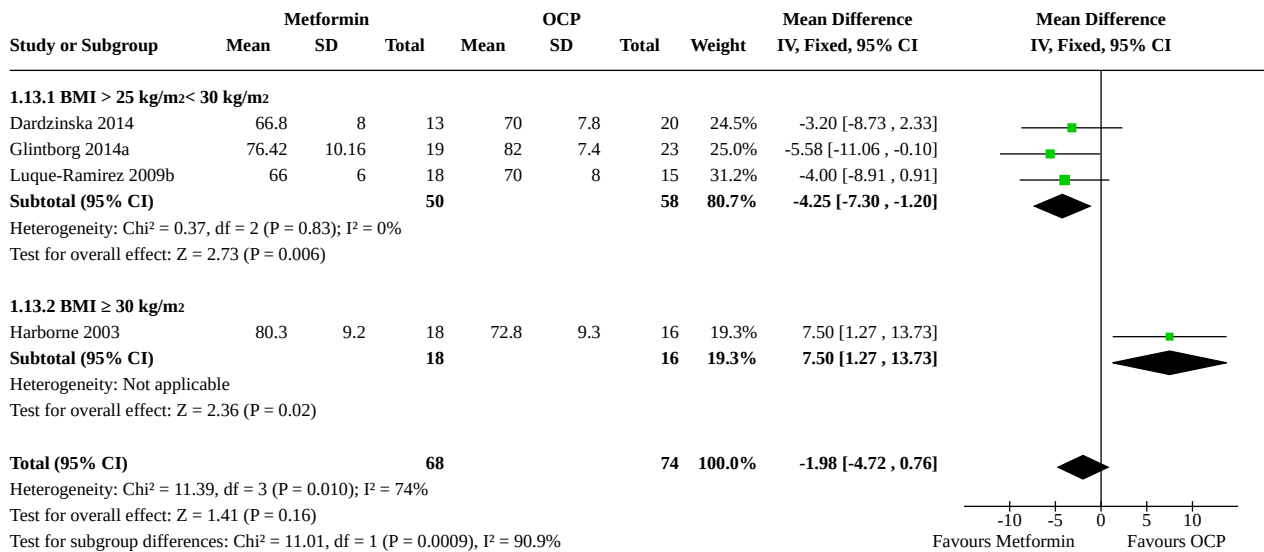 Metformin OCP Mean Difference Mean Difference
Study or Subgroup Mean SD Total Mean SD Total Weight IV, Fixed, 95% CI IV, Fixed, 95% CI
1.13.1 BMI > 25 kg/m2< 30 kg/m2
Dardzinska 2014 66.8 8 13 70 7.8 20 24.5% -3.20 [-8.73 , 2.33]
Glintborg 2014a 76.42 10.16 19 82 7.4 23 25.0% -5.58 [-11.06 , -0.10]
Luque-Ramirez 2009b 66 6 18 70 8 15 31.2% -4.00 [-8.91 , 0.91]
Subtotal (95% CI) 50 58 80.7% -4.25 [-7.30 , -1.20]
Heterogeneity: Chi² = 0.37, df = 2 (P = 0.83); I² = 0%
Test for overall effect: Z = 2.73 (P = 0.006)
1.13.2 BMI ≥ 30 kg/m2
Harborne 2003 80.3 9.2 18 72.8 9.3 16 19.3% 7.50 [1.27 , 13.73]
Subtotal (95% CI) 18 16 19.3% 7.50 [1.27 , 13.73]
Heterogeneity: Not applicable
Test for overall effect: Z = 2.36 (P = 0.02)
Total (95% CI) 68 74 100.0% -1.98 [-4.72 , 0.76]
Heterogeneity: Chi² = 11.39, df = 3 (P = 0.010); I² = 74%
Test for overall effect: Z = 1.41 (P = 0.16) -10 -5 0 5 10
Test for subgroup differences: Chi² = 11.01, df = 1 (P = 0.0009), I² = 90.9% Favours Metformin Favours OCP